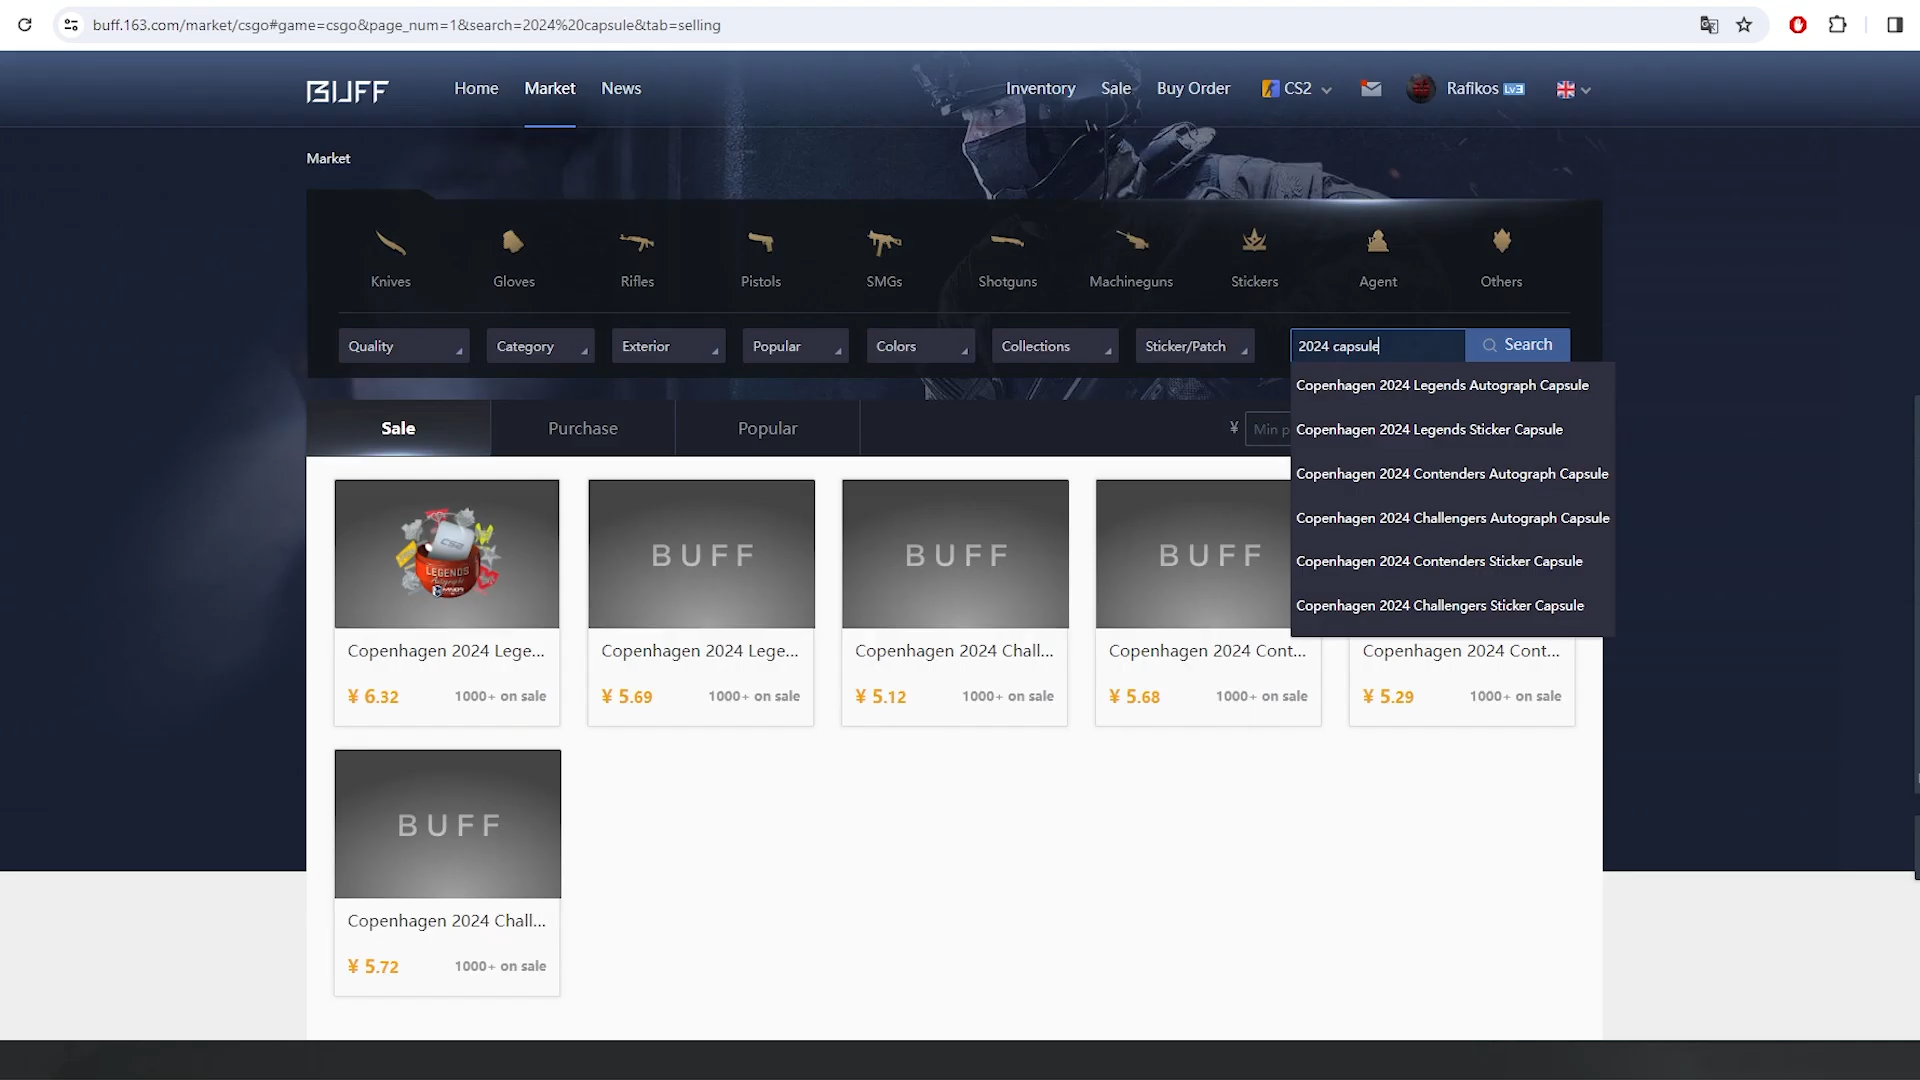 buff.163.com/market/csgo#game=csgo&page_num=1&search=2024%20capsule&tab=selling
BUFF
Home
Market
News
Inventory
Sale
Buy Order
CS2
Rafikos Lv3
Market
Knives
Gloves
Rifles
Pistols
SMGs
Shotguns
Machineguns
Stickers
Agent
Others
Quality
Category
Exterior
Popular
Colors
Collections
Sticker/Patch
2024 capsule
Search
Copenhagen 2024 Legends Autograph Capsule
Copenhagen 2024 Legends Sticker Capsule
Copenhagen 2024 Contenders Autograph Capsule
Copenhagen 2024 Challengers Autograph Capsule
Copenhagen 2024 Contenders Sticker Capsule
Copenhagen 2024 Challengers Sticker Capsule
Sale
Purchase
Popular
¥ Min p
CS2
LEGENDS
Autograph
BUFF
BUFF
BUFF
Copenhagen 2024 Lege...
¥ 6.32
1000+ on sale
Copenhagen 2024 Lege...
¥ 5.69
1000+ on sale
Copenhagen 2024 Chall...
¥ 5.12
1000+ on sale
Copenhagen 2024 Cont...
¥ 5.68
1000+ on sale
Copenhagen 2024 Cont...
¥ 5.29
1000+ on sale
BUFF
Copenhagen 2024 Chall...
¥ 5.72
1000+ on sale